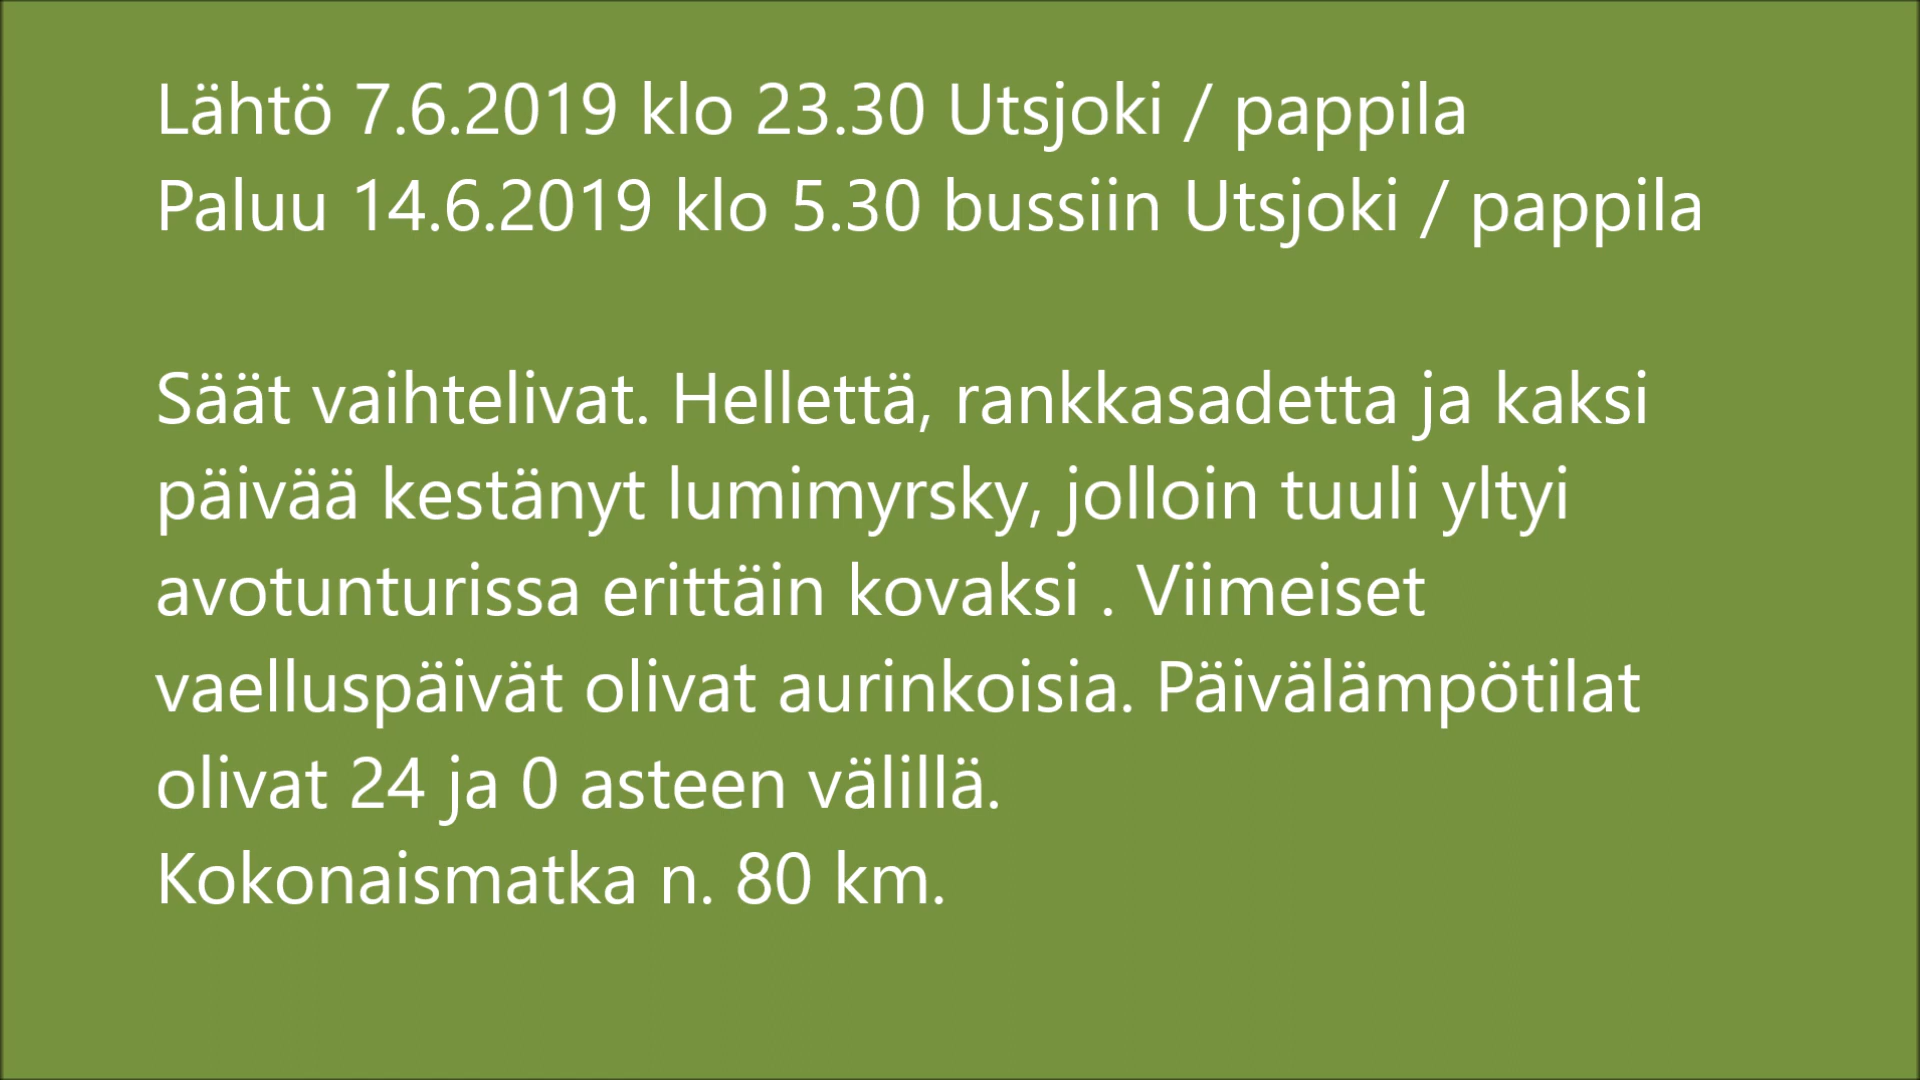 Lähtö 7.6.2019 klo 23.30 Utsjoki / pappila
Paluu 14.6.2019 klo 5.30 bussiin Utsjoki / pappila
Säät vaihtelivat. Hellettä, rankkasadetta ja kaksi
päivää kestänyt lumimyrsky, jolloin tuuli yltyi
avotunturissa erittäin kovaksi . Viimeiset
vaelluspäivät olivat aurinkoisia. Päivälämpötilat
olivat 24 ja 0 asteen välillä.
Kokonaismatka n. 80 km.